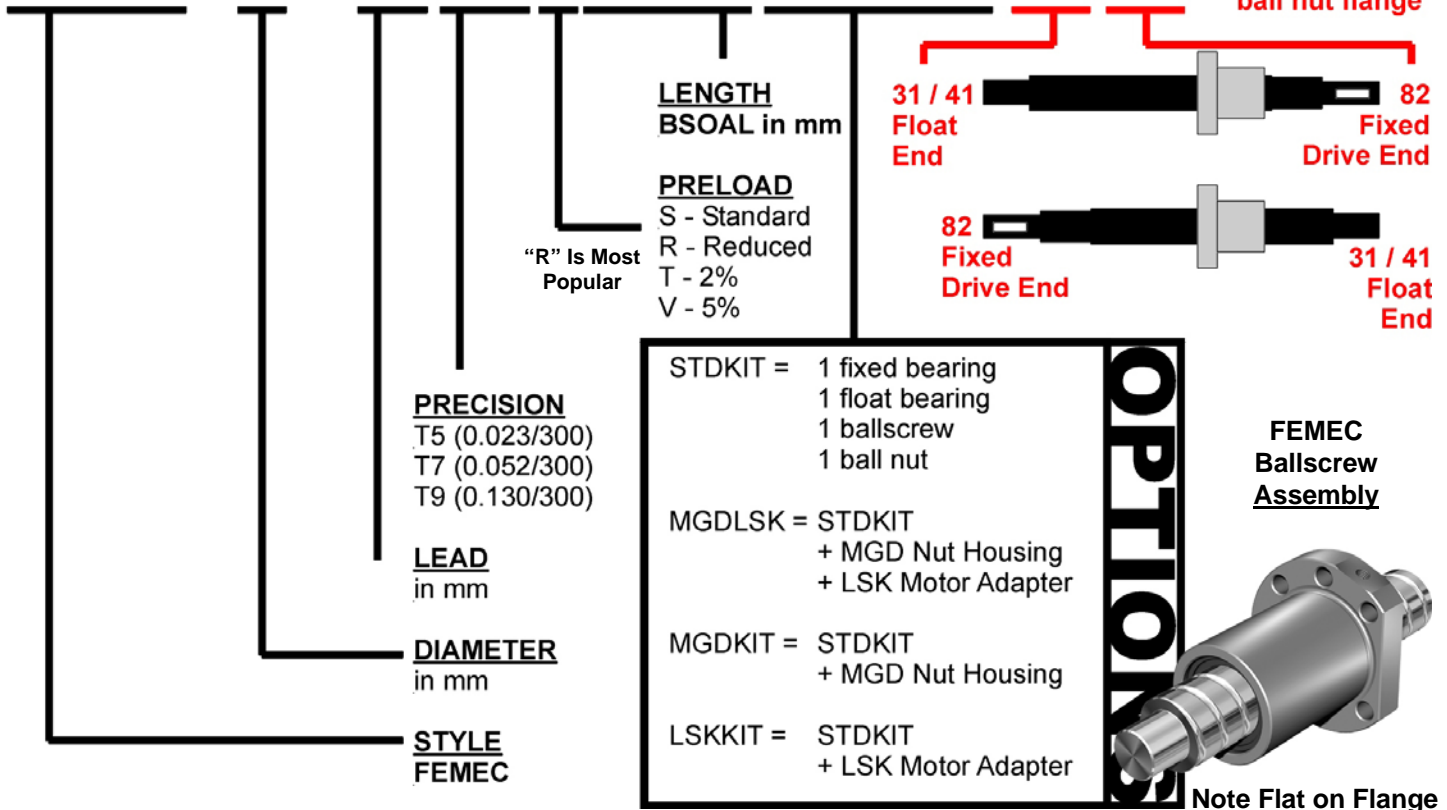 ball nut flange
LENGTH
BSOAL in mm
PRELOAD
S - Standard
R - Reduced
T - 2%
V - 5%
"R" Is Most
Popular
31 / 41
Float
End
82
Fixed
Drive End
82
Fixed
Drive End
31 / 41
Float
End
PRECISION
T5 (0.023/300)
T7 (0.052/300)
T9 (0.130/300)
LEAD
in mm
DIAMETER
in mm
STYLE
FEMEC
STDKIT = 1 fixed bearing
1 float bearing
1 ballscrew
1 ball nut
MGDLSK = STDKIT
+ MGD Nut Housing
+ LSK Motor Adapter
MGDKIT = STDKIT
+ MGD Nut Housing
LSKKIT = STDKIT
+ LSK Motor Adapter
OPTIONS
FEMEC
Ballscrew
Assembly
Note Flat on Flange